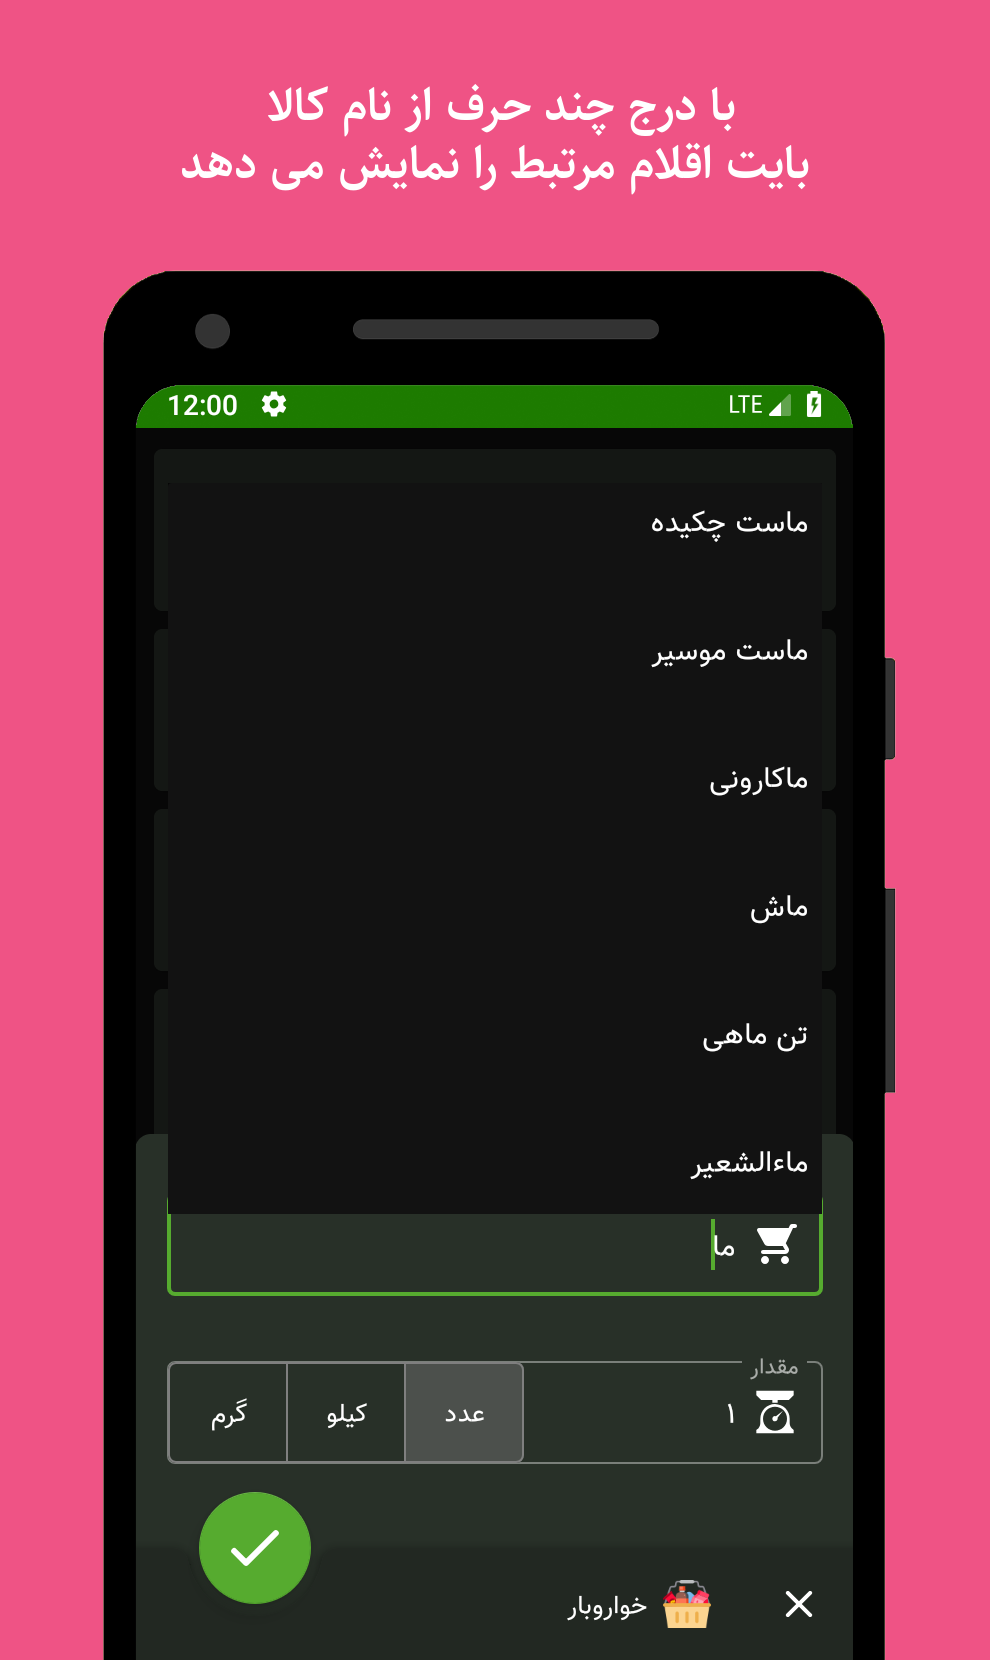 با درج چند حرف از نام کالا
بایت اقلام مرتبط را نمایش می دهد
12:00
LTE
ماست چکیده
ماست موسیر
ماکارونی
ماش
تن ماهی
ماءالشعیر
ما
مقدار
۱
عدد
کیلو
گرم
خواروبار